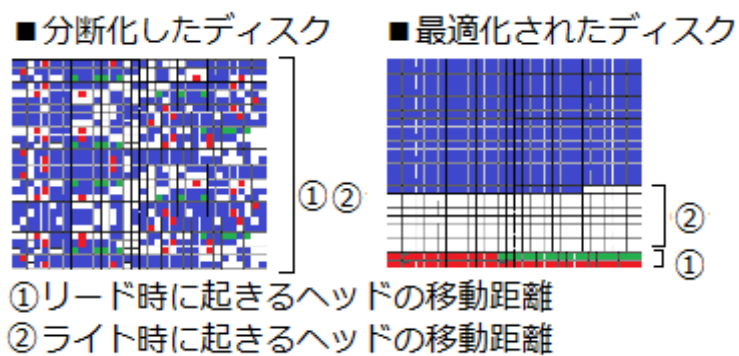 ■分断化したディスク
■最適化されたディスク
①②
②
①
①リード時に起きるヘッドの移動距離
②ライト時に起きるヘッドの移動距離